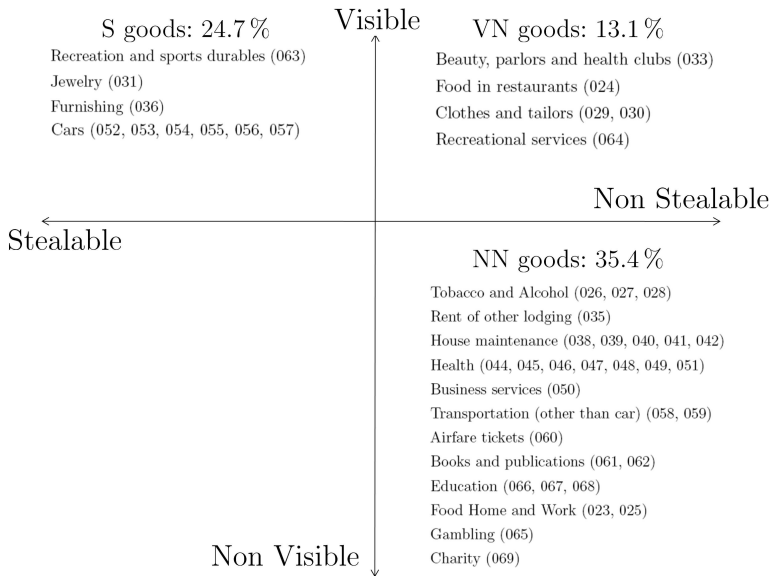 Visible
S goods: 24.7 %
Recreation and sports durables (063)
Jewelry (031)
Furnishing (036)
Cars (052, 053, 054, 055, 056, 057)
VN goods: 13.1 %
Beauty, parlors and health clubs (033)
Food in restaurants (024)
Clothes and tailors (029, 030)
Recreational services (064)
Non Stealable
Stealable
NN goods: 35.4 %
Tobacco and Alcohol (026, 027, 028)
Rent of other lodging (035)
House maintenance (038, 039, 040, 041, 042)
Health (044, 045, 046, 047, 048, 049, 051)
Business services (050)
Transportation (other than car) (058, 059)
Airfare tickets (060)
Books and publications (061, 062)
Education (066, 067, 068)
Food Home and Work (023, 025)
Gambling (065)
Charity (069)
Non Visible